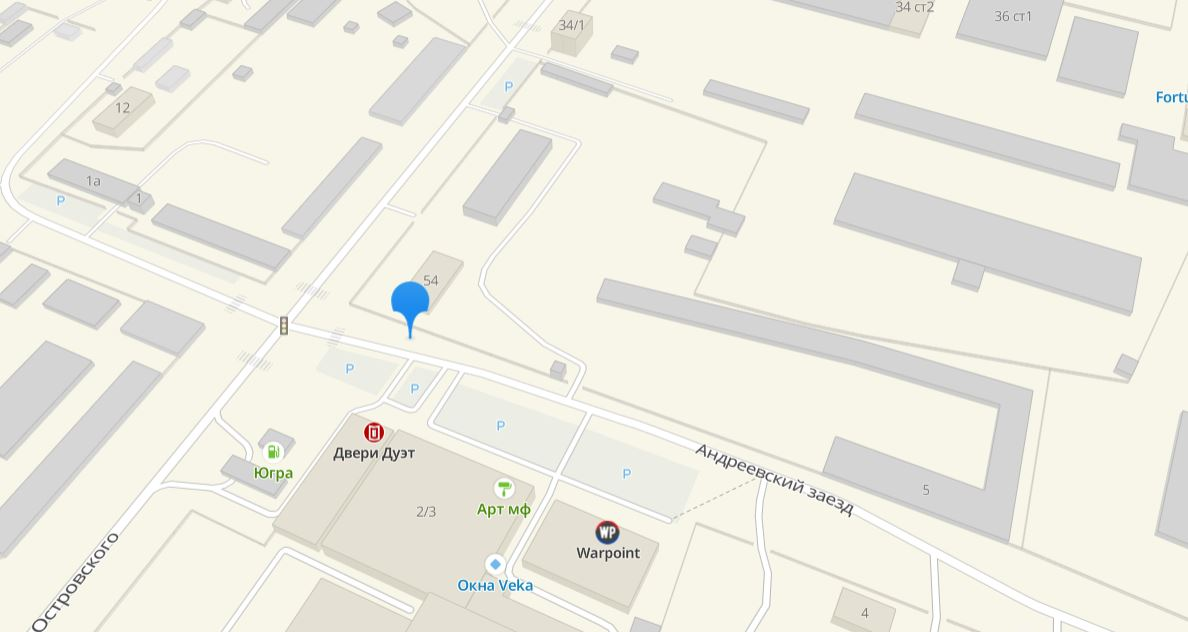 34 ст2
36 ст1
34/1
P
Fortu
12
1а
1
P
54
P
P
Двери Дуэт
P
Андреевский заезд
Югра
P
5
Арт мф
2/3
WP
Warpoint
Островского
Окна Veka
4